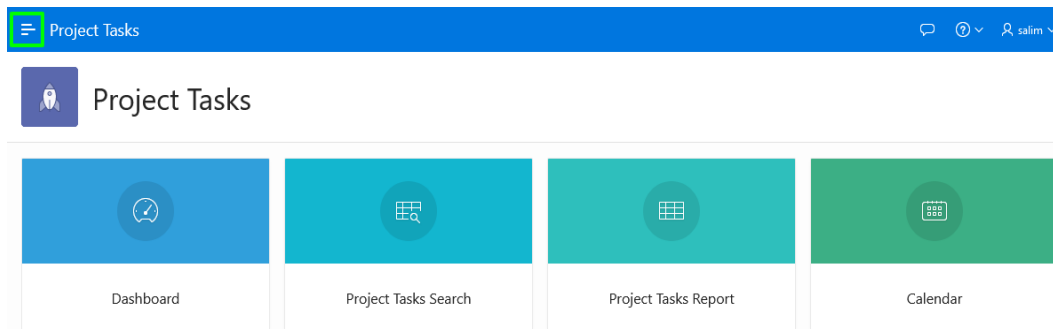 Project Tasks
salim
Project Tasks
Dashboard
Project Tasks Search
Project Tasks Report
Calendar